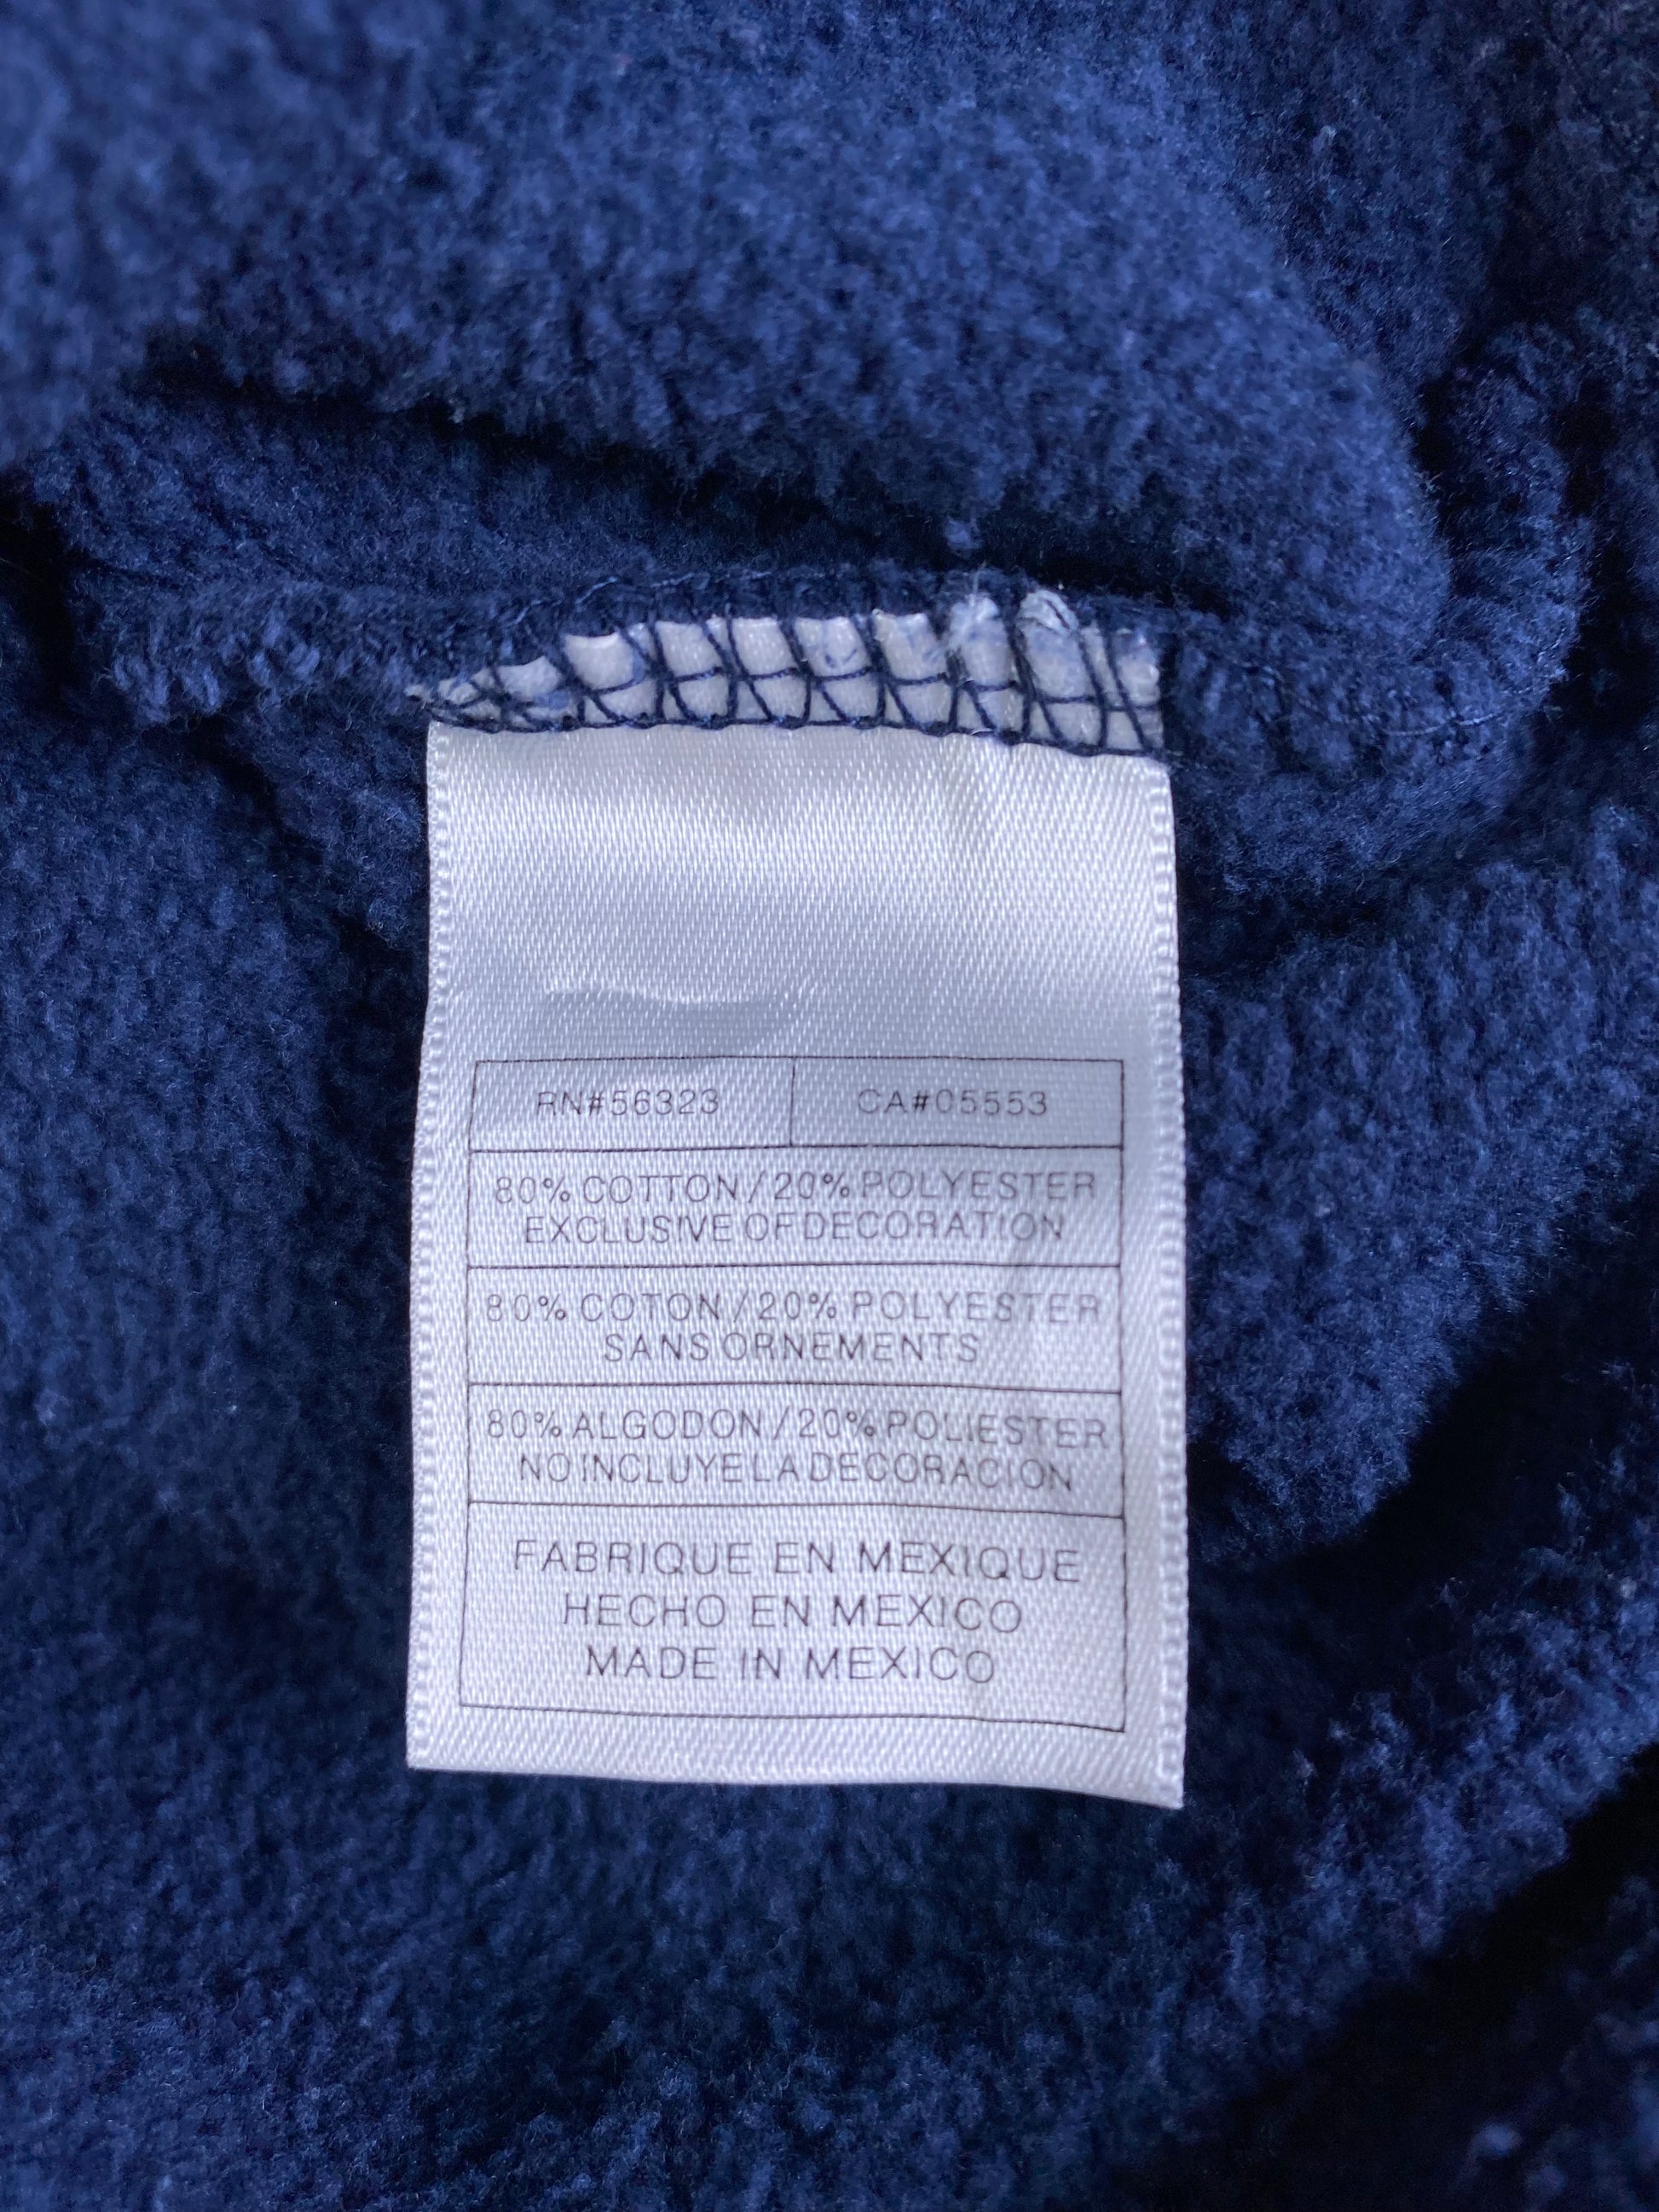 RN#56323 CA#05553
80% COTTON / 20% POLYESTER
EXCLUSIVE OF DECORATION
80% COTON / 20% POLYESTER
SANS ORNEMENTS
80% ALGODON / 20% POLIESTER
NO INCLUYE LA DECORACION
FABRIQUE EN MEXIQUE
HECHO EN MEXICO
MADE IN MEXICO